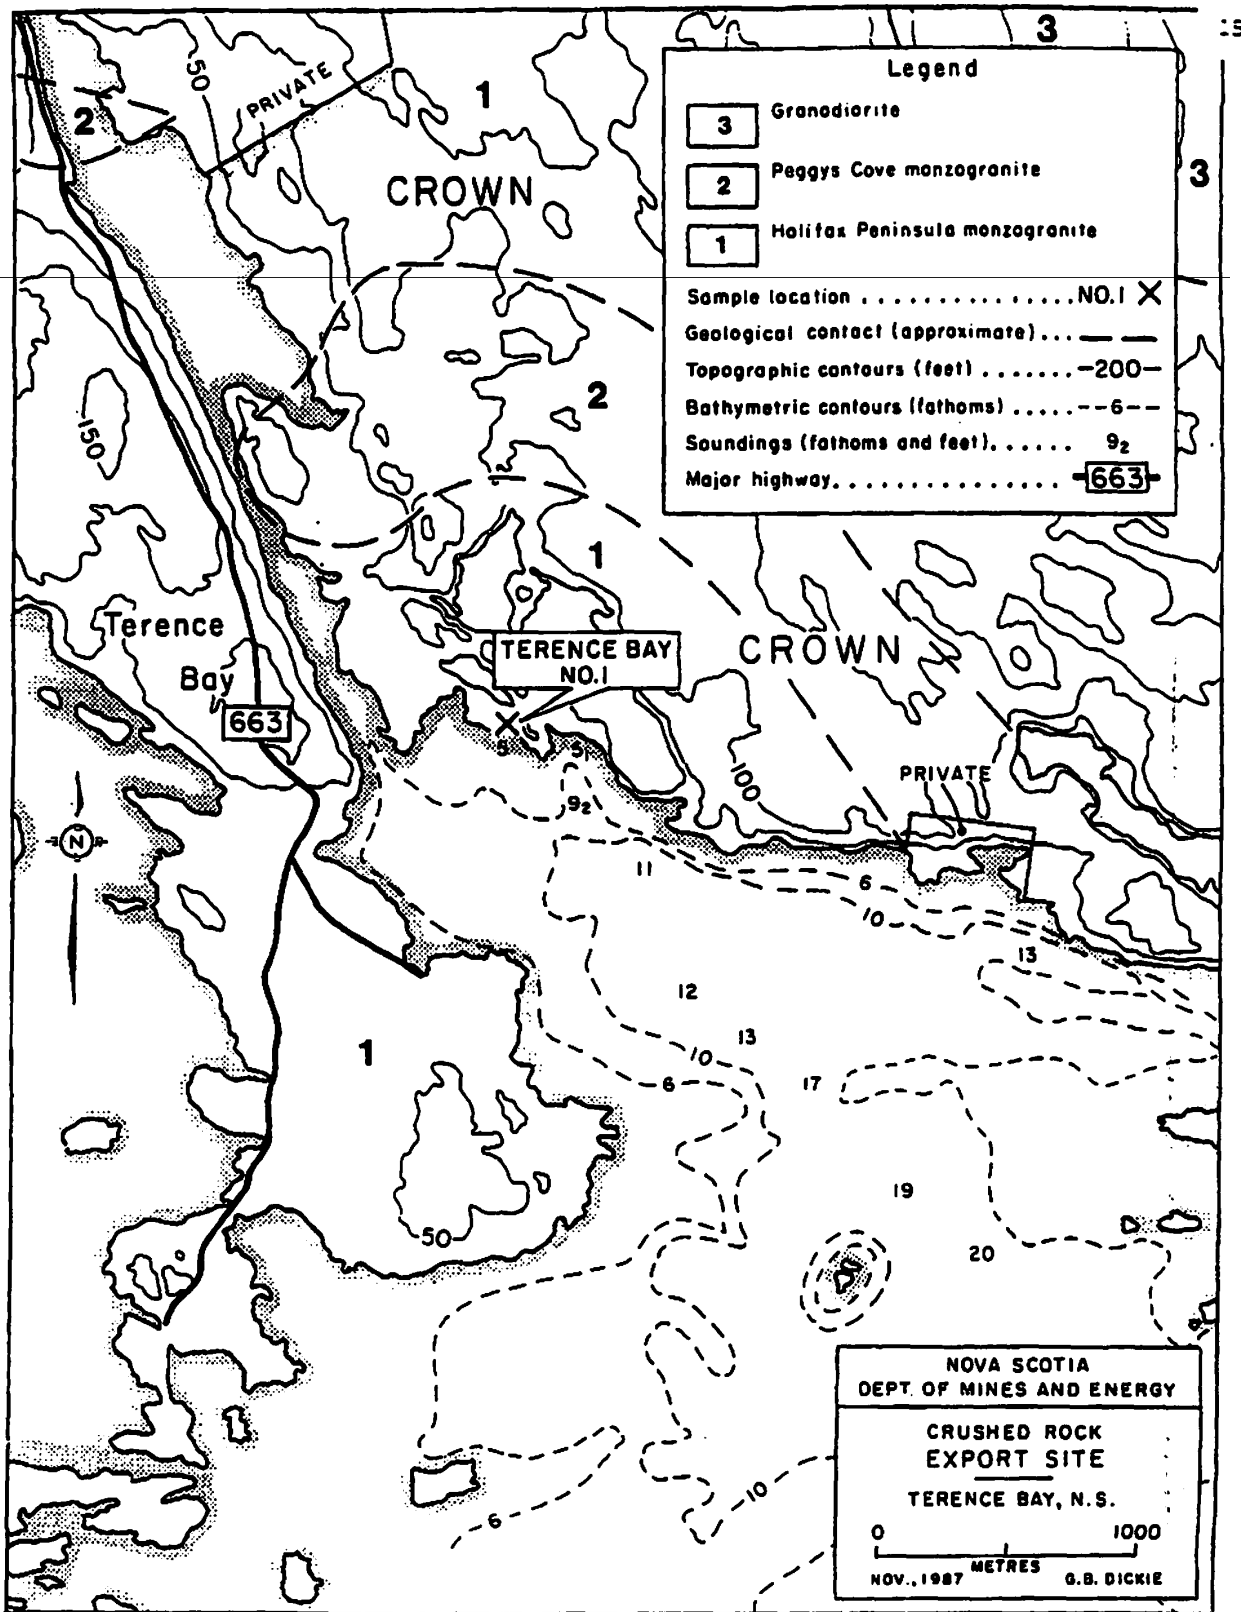 3
Legend
3 Granodiorite
2 Peggys Cove monzogranite
1 Halifax Peninsula monzogranite
Sample location ............... NO.1 X
Geological contact (approximate) ... — —
Topographic contours (feet) ....... -200-
Bathymetric contours (fathoms) ..... --6--
Soundings (fathoms and feet) ...... 9₂
Major highway ............... 663
50
PRIVATE
1
2
CROWN
3
2
150
1
Terence
Bay
663
TERENCE BAY
NO.1
CROWN
5
5₁
9₂
100
PRIVATE
N
11
6
10
13
12
13
10
6
17
1
19
20
50
10
6
NOVA SCOTIA
DEPT. OF MINES AND ENERGY
CRUSHED ROCK
EXPORT SITE
TERENCE BAY, N.S.
0 1000
METRES
NOV., 1987 G.B. DICKIE